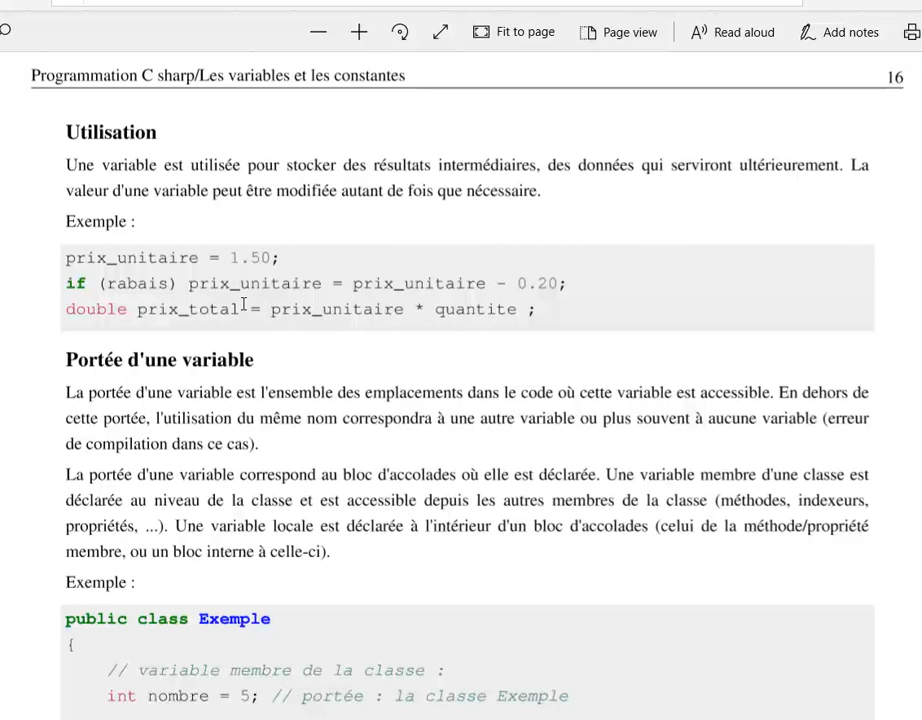 Fit to page Page view Read aloud Add notes
Programmation C sharp/Les variables et les constantes 16
Utilisation
Une variable est utilisée pour stocker des résultats intermédiaires, des données qui serviront ultérieurement. La
valeur d'une variable peut être modifiée autant de fois que nécessaire.
Exemple :
prix_unitaire = 1.50;
if (rabais) prix_unitaire = prix_unitaire - 0.20;
double prix_total = prix_unitaire * quantite ;
Portée d'une variable
La portée d'une variable est l'ensemble des emplacements dans le code où cette variable est accessible. En dehors de
cette portée, l'utilisation du même nom correspondra à une autre variable ou plus souvent à aucune variable (erreur
de compilation dans ce cas).
La portée d'une variable correspond au bloc d'accolades où elle est déclarée. Une variable membre d'une classe est
déclarée au niveau de la classe et est accessible depuis les autres membres de la classe (méthodes, indexeurs,
propriétés, ...). Une variable locale est déclarée à l'intérieur d'un bloc d'accolades (celui de la méthode/propriété
membre, ou un bloc interne à celle-ci).
Exemple :
public class Exemple
{
// variable membre de la classe :
int nombre = 5; // portée : la classe Exemple